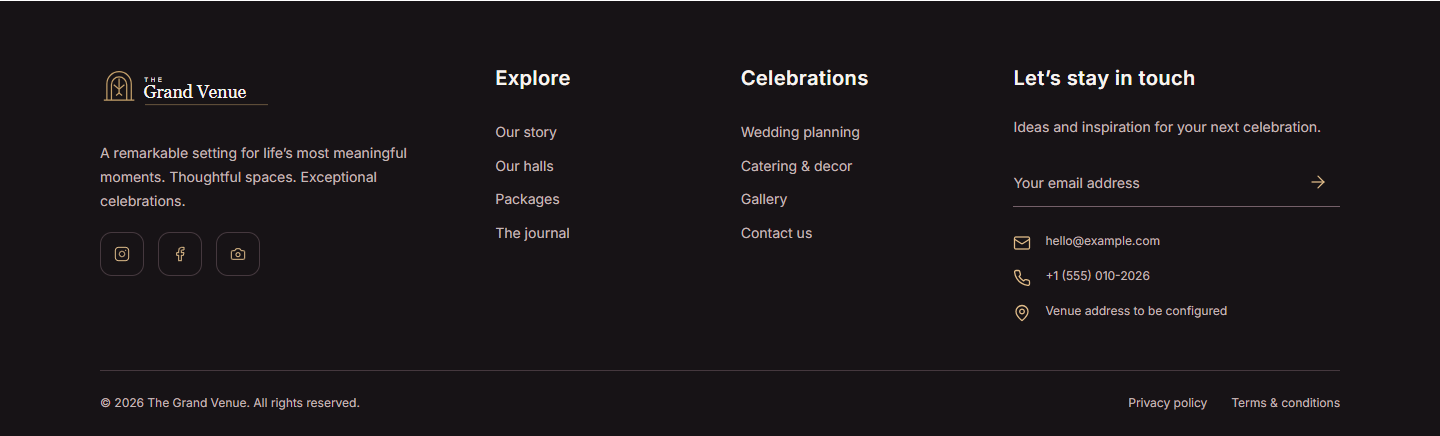 THE
Grand Venue
A remarkable setting for life’s most meaningful
moments. Thoughtful spaces. Exceptional
celebrations.
Explore
Our story
Our halls
Packages
The journal
Celebrations
Wedding planning
Catering & decor
Gallery
Contact us
Let’s stay in touch
Ideas and inspiration for your next celebration.
Your email address
hello@example.com
+1 (555) 010-2026
Venue address to be configured
© 2026 The Grand Venue. All rights reserved.
Privacy policy
Terms & conditions